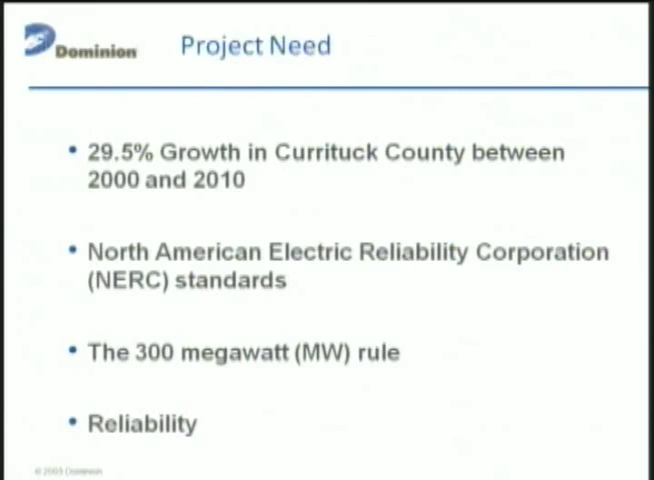 Dominion
Project Need
• 29.5% Growth in Currituck County between
2000 and 2010
• North American Electric Reliability Corporation
(NERC) standards
• The 300 megawatt (MW) rule
• Reliability
Dominion